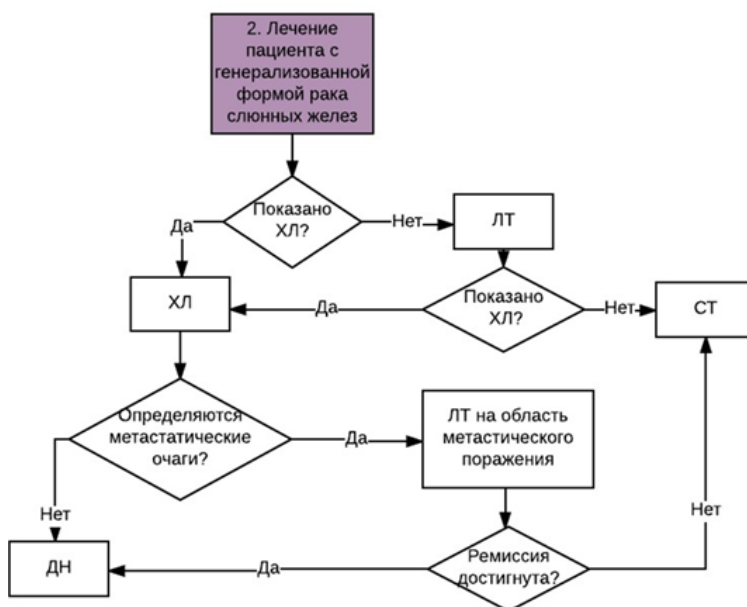 2. Лечение
пациента с
генерализованной
формой рака
слюнных желез
Показано
ХЛ?
Да
Нет
ЛТ
ХЛ
Да
Показано
ХЛ?
Нет
СТ
Определяются
метастатические
очаги?
Да
ЛТ на область
метастического
поражения
Нет
Нет
ДН
Да
Ремиссия
достигнута?